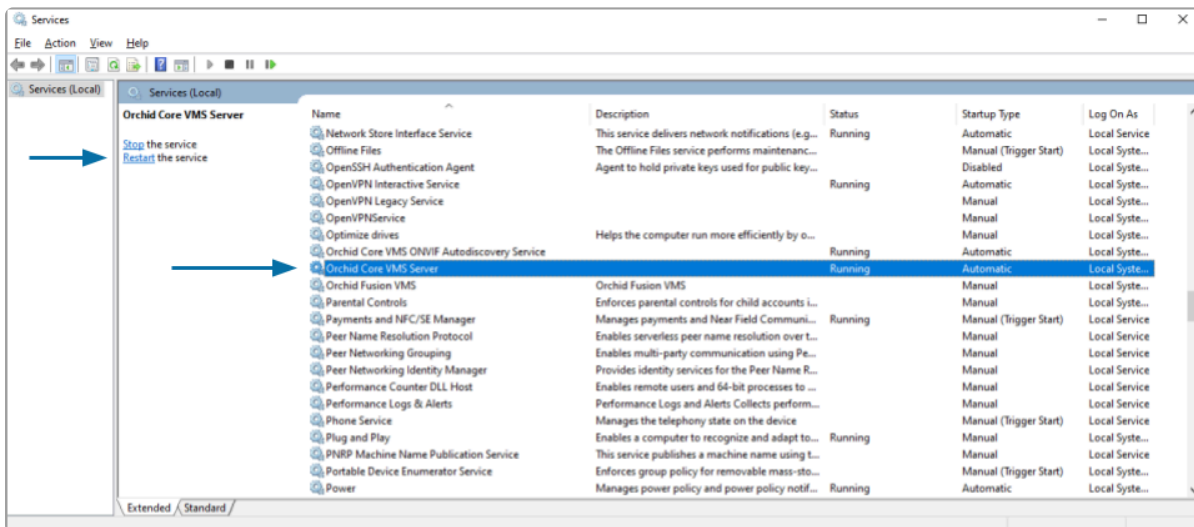 Services
File Action View Help
Services (Local)
Services (Local)
Orchid Core VMS Server
Stop the service
Restart the service
Name Description Status Startup Type Log On As
Network Store Interface Service This service delivers network notifications (e.g... Running Automatic Local Service
Offline Files The Offline Files service performs maintenanc... Manual (Trigger Start) Local Syste...
OpenSSH Authentication Agent Agent to hold private keys used for public key... Disabled Local Syste...
OpenVPN Interactive Service Running Automatic Local Syste...
OpenVPN Legacy Service Manual Local Syste...
OpenVPNService Manual Local Syste...
Optimize drives Helps the computer run more efficiently by o... Manual Local Syste...
Orchid Core VMS ONVIF Autodiscovery Service Running Automatic Local Syste...
Orchid Core VMS Server Running Automatic Local Syste...
Orchid Fusion VMS Orchid Fusion VMS Manual Local Syste...
Parental Controls Enforces parental controls for child accounts i... Manual Local Syste...
Payments and NFC/SE Manager Manages payments and Near Field Communi... Running Manual (Trigger Start) Local Service
Peer Name Resolution Protocol Enables serverless peer name resolution over t... Manual Local Service
Peer Networking Grouping Enables multi-party communication using Pe... Manual Local Service
Peer Networking Identity Manager Provides identity services for the Peer Name R... Manual Local Service
Performance Counter DLL Host Enables remote users and 64-bit processes to ... Manual Local Service
Performance Logs & Alerts Performance Logs and Alerts Collects perform... Manual Local Service
Phone Service Manages the telephony state on the device Manual (Trigger Start) Local Service
Plug and Play Enables a computer to recognize and adapt to... Running Manual Local Syste...
PNRP Machine Name Publication Service This service publishes a machine name using t... Manual Local Service
Portable Device Enumerator Service Enforces group policy for removable mass-sto... Manual (Trigger Start) Local Syste...
Power Manages power policy and power policy notif... Running Automatic Local Syste...
Extended Standard